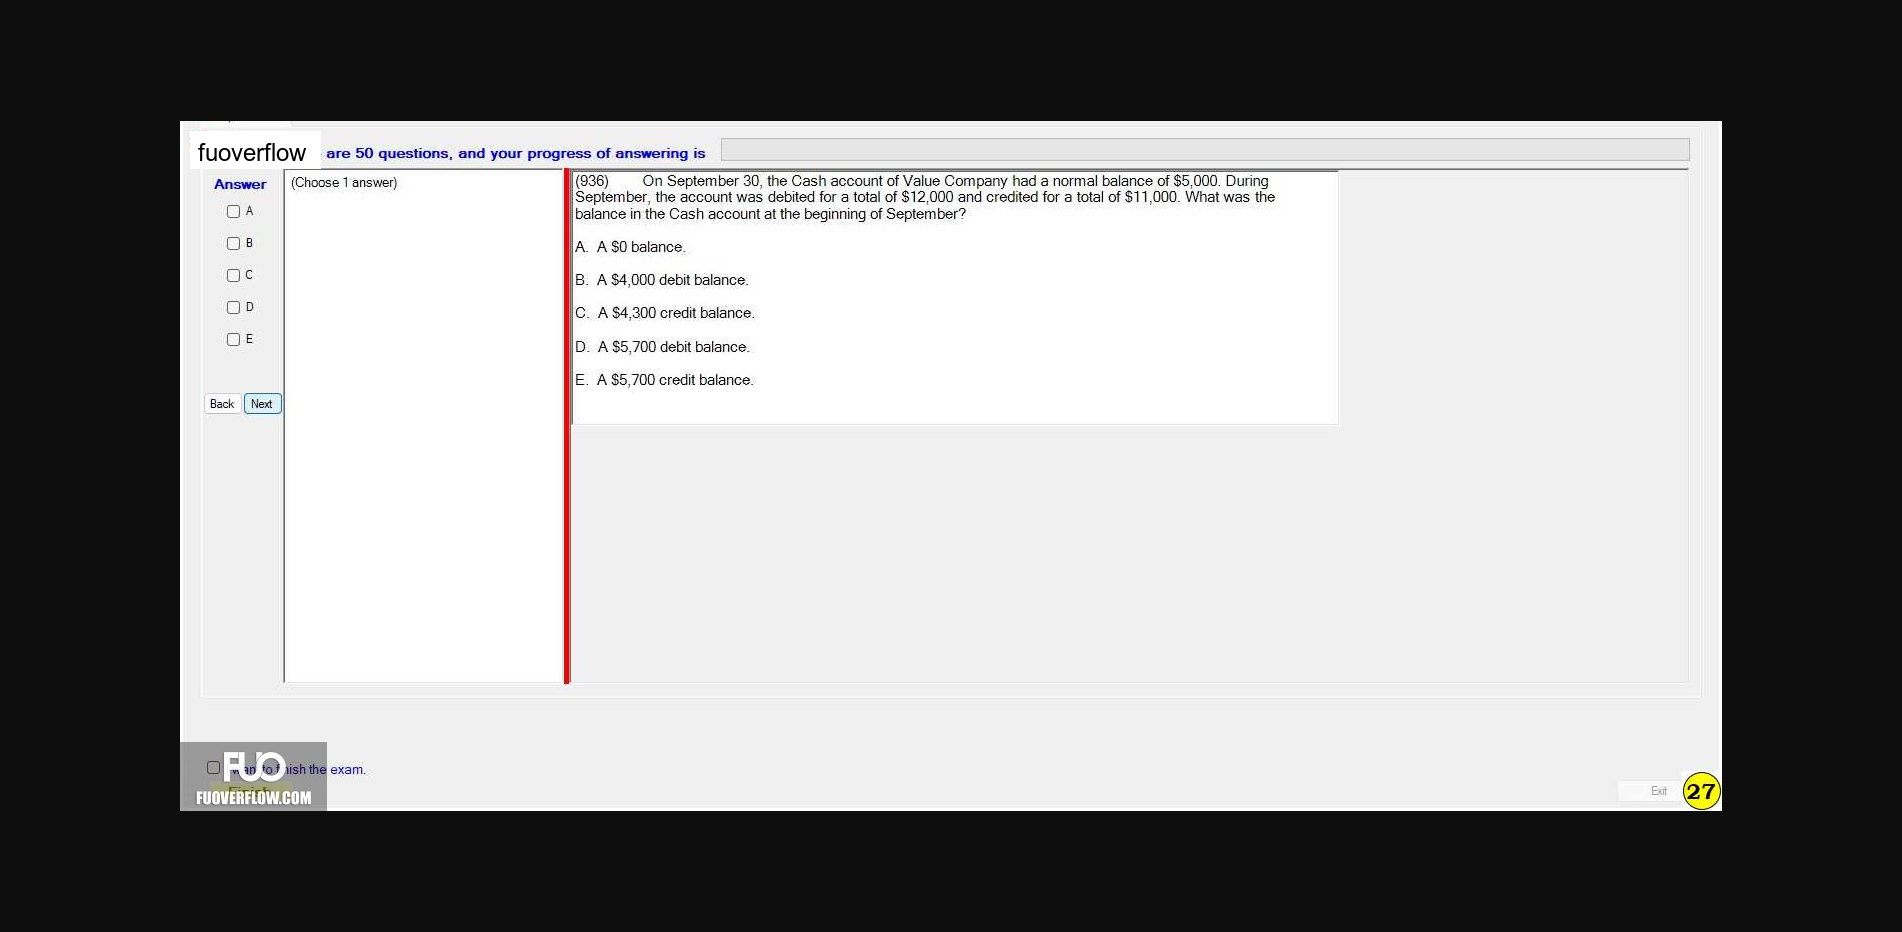 fuoverflow are 50 questions, and your progress of answering is
Answer
(Choose 1 answer)
A
B
C
D
E
Back Next
(936) On September 30, the Cash account of Value Company had a normal balance of $5,000. During
September, the account was debited for a total of $12,000 and credited for a total of $11,000. What was the
balance in the Cash account at the beginning of September?
A. A $0 balance.
B. A $4,000 debit balance.
C. A $4,300 credit balance.
D. A $5,700 debit balance.
E. A $5,700 credit balance.
FUO
want to finish the exam.
Finish
FUOVERFLOW.COM
Exit
27